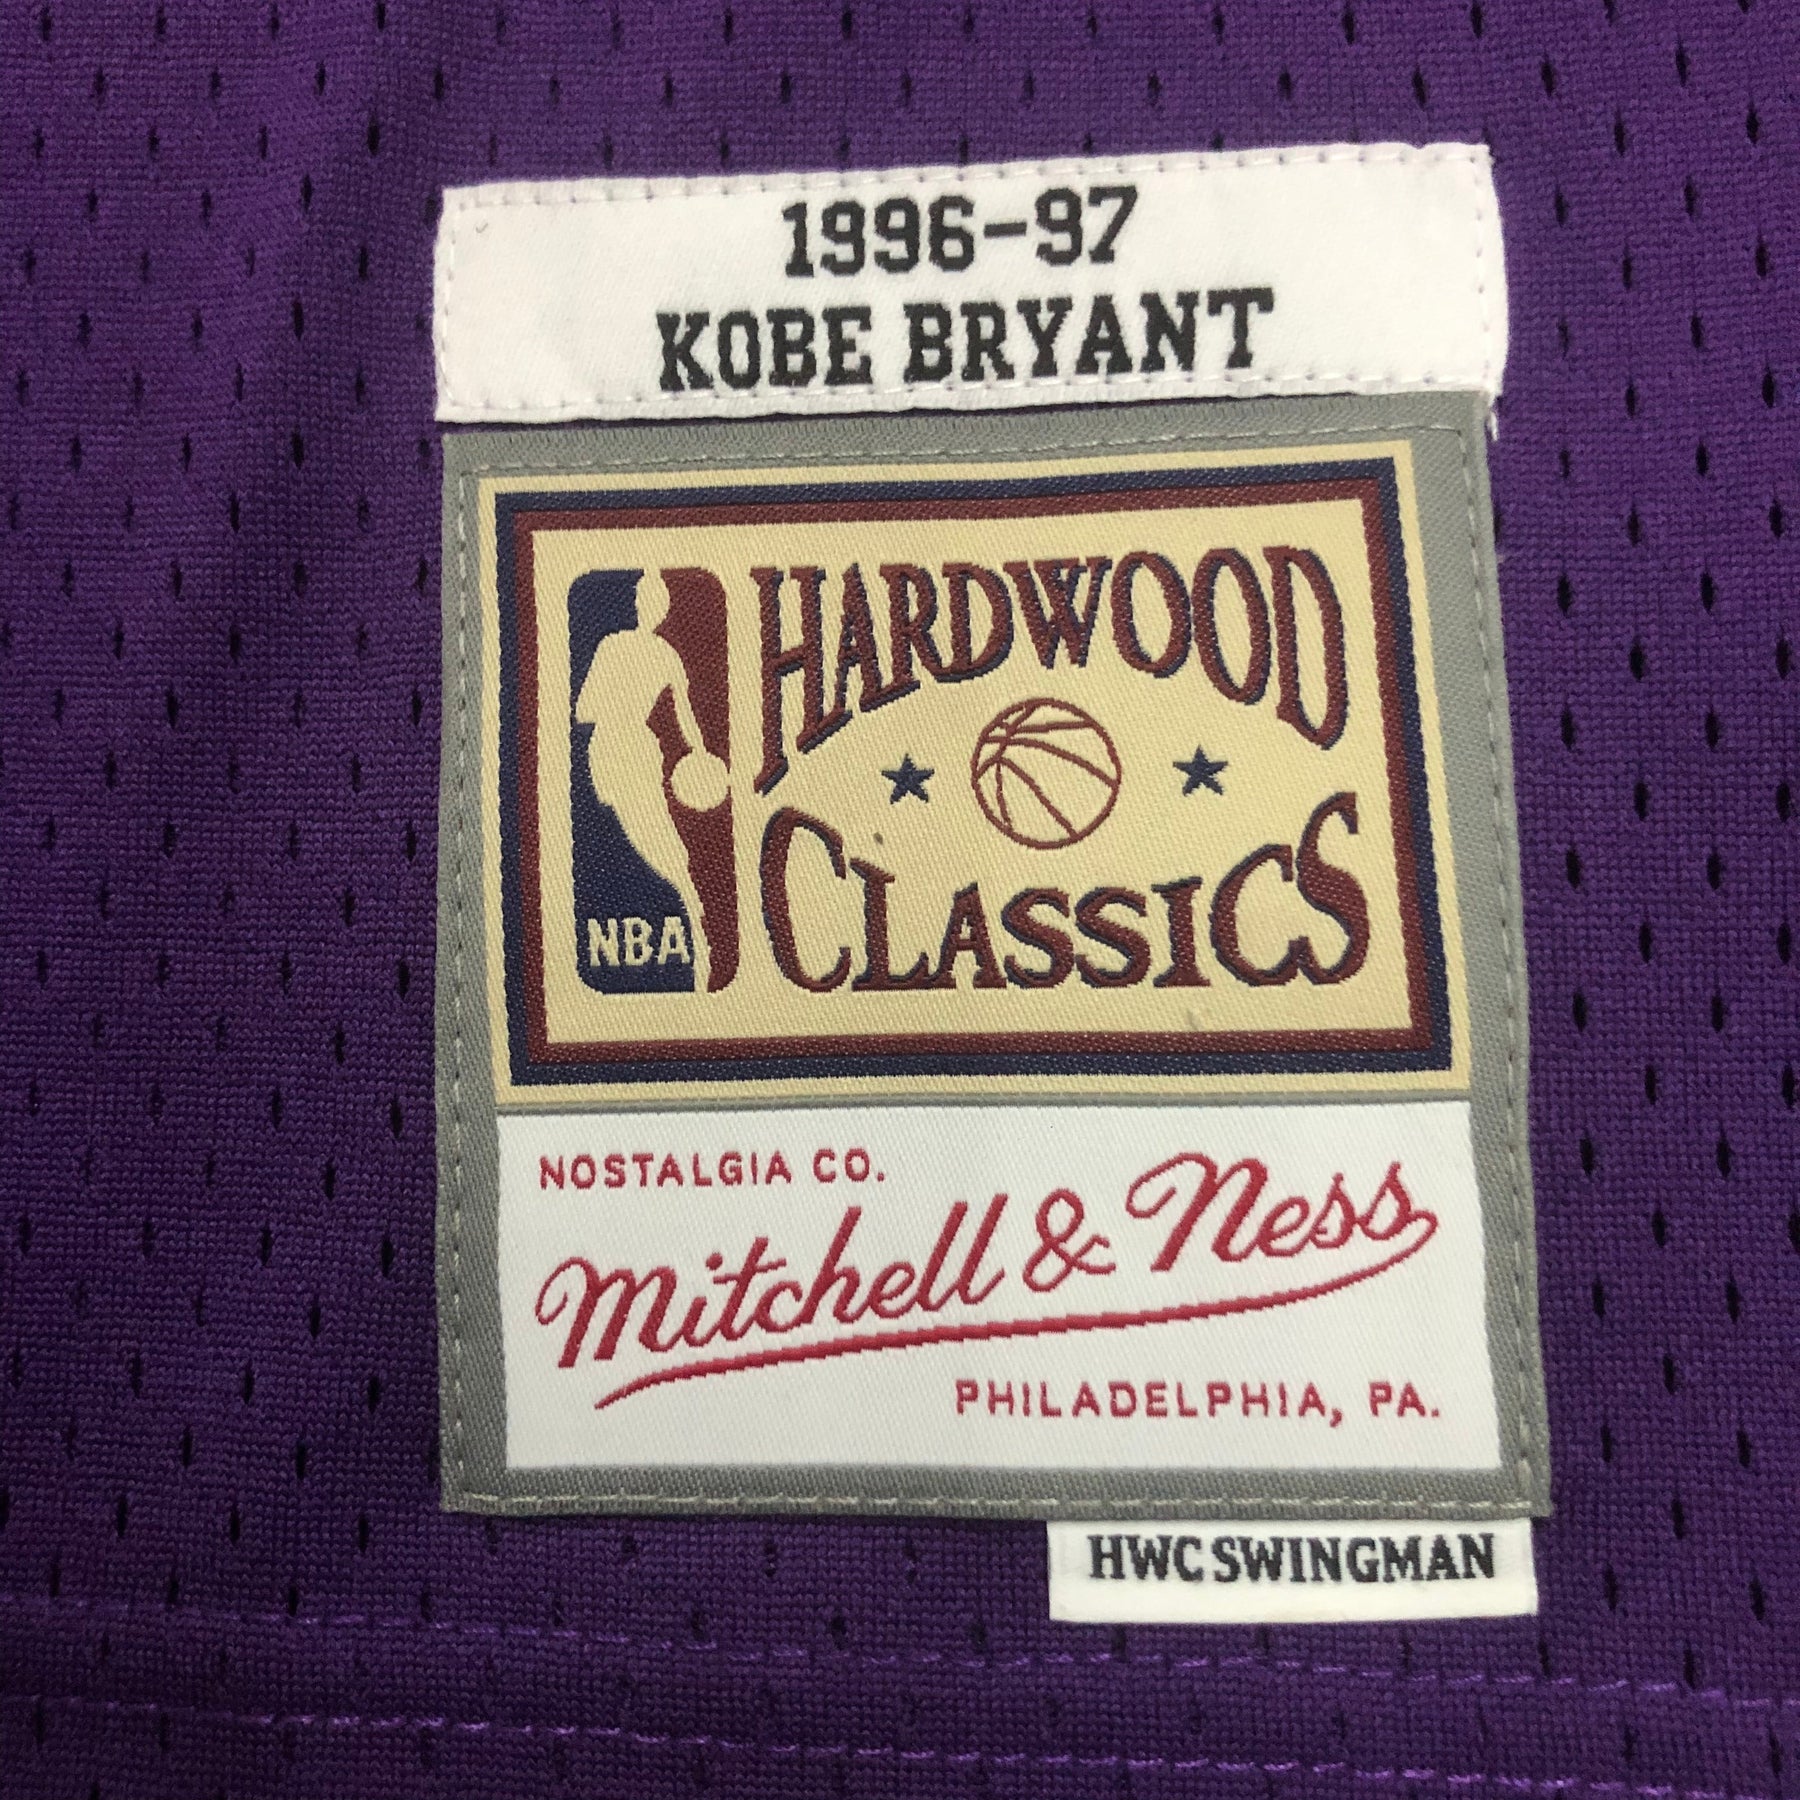 1996-97
KOBE BRYANT
HARDWOOD
CLASSICS
NBA
NOSTALGIA CO.
Mitchell & Ness
PHILADELPHIA, PA.
HWC SWINGMAN